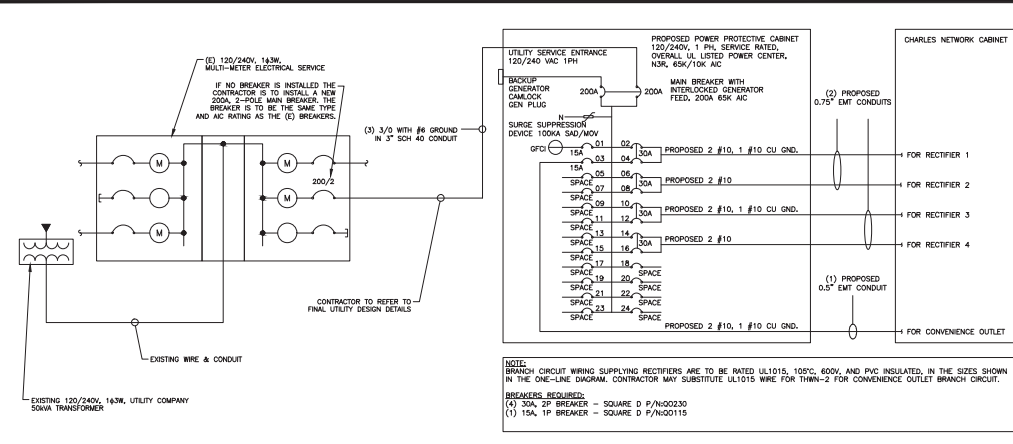 (E) 120/240V, 1ϕ3W,
MULTI-METER ELECTRICAL SERVICE
IF NO BREAKER IS INSTALLED THE
CONTRACTOR IS TO INSTALL A NEW
200A, 2-POLE MAIN BREAKER. THE
BREAKER IS TO BE THE SAME TYPE
AND AIC RATING AS THE (E) BREAKERS.
M
M
M
M
200/2
(3) 3/0 WITH #6 GROUND
IN 3" SCH 40 CONDUIT
CONTRACTOR TO REFER TO
FINAL UTILITY DESIGN DETAILS
EXISTING WIRE & CONDUIT
EXISTING 120/240V, 1ϕ3W, UTILITY COMPANY
50kVA TRANSFORMER
UTILITY SERVICE ENTRANCE
120/240 VAC 1PH
PROPOSED POWER PROTECTIVE CABINET
120/240V, 1 PH, SERVICE RATED,
OVERALL UL LISTED POWER CENTER,
N3R, 65K/10K AIC
BACKUP
GENERATOR
CAMLOCK
GEN PLUG
200A
200A
MAIN BREAKER WITH
INTERLOCKED GENERATOR
FEED, 200A 65K AIC
N
SURGE SUPPRESSION
DEVICE 100KA SAD/MOV
GFCI
15A
01
02
30A
15A
03
04
05
06
30A
SPACE
07
08
SPACE
09
10
30A
SPACE
11
12
SPACE
13
14
30A
SPACE
15
16
SPACE
17
18
SPACE
SPACE
19
20
SPACE
SPACE
21
22
SPACE
SPACE
23
24
SPACE
SPACE
PROPOSED 2 #10, 1 #10 CU GND.
PROPOSED 2 #10
PROPOSED 2 #10, 1 #10 CU GND.
PROPOSED 2 #10
PROPOSED 2 #10, 1 #10 CU GND.
(2) PROPOSED
0.75" EMT CONDUITS
(1) PROPOSED
0.5" EMT CONDUIT
CHARLES NETWORK CABINET
FOR RECTIFIER 1
FOR RECTIFIER 2
FOR RECTIFIER 3
FOR RECTIFIER 4
FOR CONVENIENCE OUTLET
NOTE:
BRANCH CIRCUIT WIRING SUPPLYING RECTIFIERS ARE TO BE RATED UL1015, 105°C, 600V, AND PVC INSULATED, IN THE SIZES SHOWN
IN THE ONE-LINE DIAGRAM. CONTRACTOR MAY SUBSTITUTE UL1015 WIRE FOR THWN-2 FOR CONVENIENCE OUTLET BRANCH CIRCUIT.
BREAKERS REQUIRED:
(4) 30A, 2P BREAKER – SQUARE D P/N:QO230
(1) 15A, 1P BREAKER – SQUARE D P/N:QO115